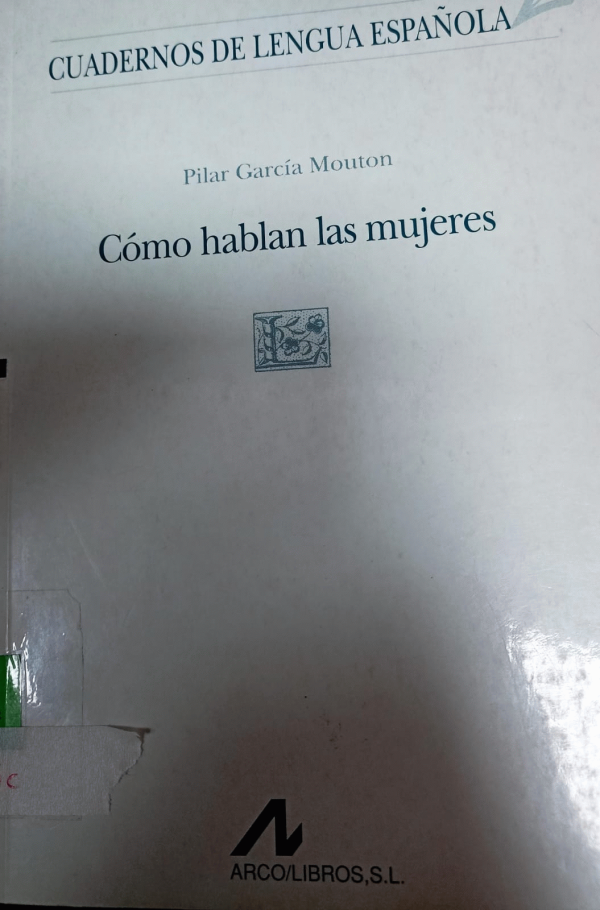 CUADERNOS DE LENGUA ESPAÑOLA
Pilar García Mouton
Cómo hablan las mujeres
L
C
ARCO/LIBROS, S.L.